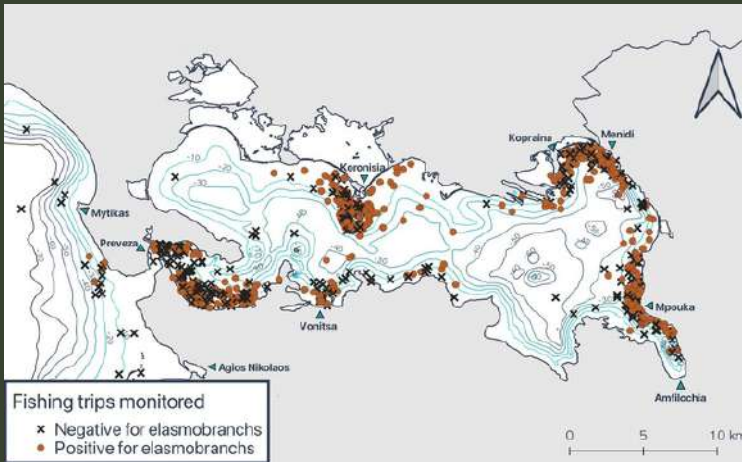 Kopraina
Menidi
Koronisia
Mytikas
Preveza
Vonitsa
Mpouka
Agios Nikolaos
Amfilochia
Fishing trips monitored
Negative for elasmobranchs
Positive for elasmobranchs
0 5 10 km